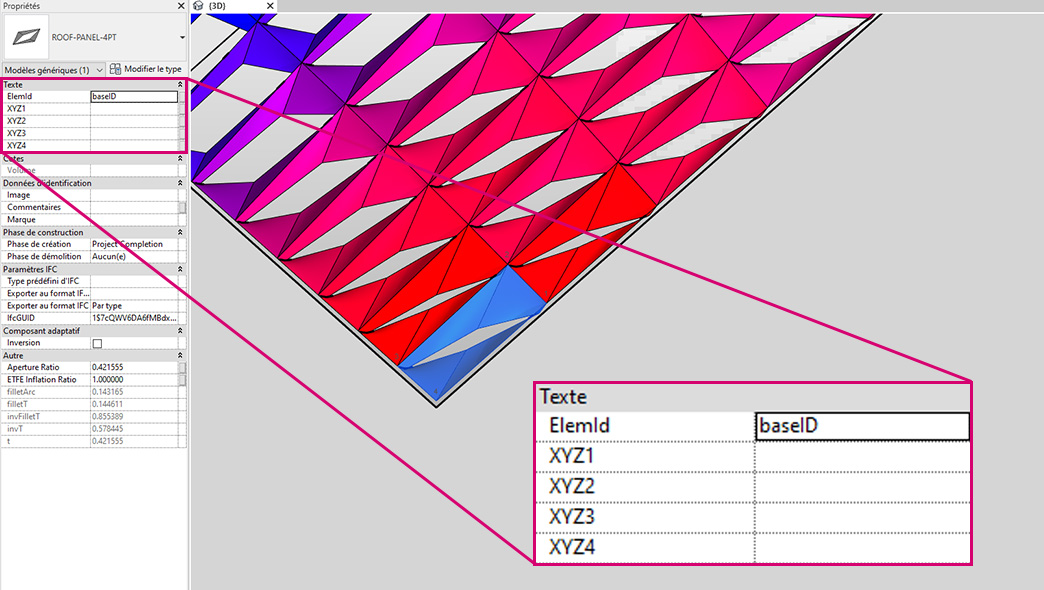 Propriétés
{3D}
ROOF-PANEL-4PT
Modèles génériques (1) Modifier le type
Texte
ElemId baseID
XYZ1
XYZ2
XYZ3
XYZ4
Cotes
Volume
Données d'identification
Image
Commentaires
Marque
Phase de construction
Phase de création Project Completion
Phase de démolition Aucun(e)
Paramètres IFC
Type prédéfini d'IFC
Exporter au format IF...
Exporter au format IFC Par type
IfcGUID 1S7cQWV6DA6fMBdx...
Composant adaptatif
Inversion
Autre
Aperture Ratio 0.421555
ETFE Inflation Ratio 1.000000
filletArc 0.143165
filletT 0.144611
invFilletT 0.855389
invT 0.578445
t 0.421555
Texte
ElemId baseID
XYZ1
XYZ2
XYZ3
XYZ4